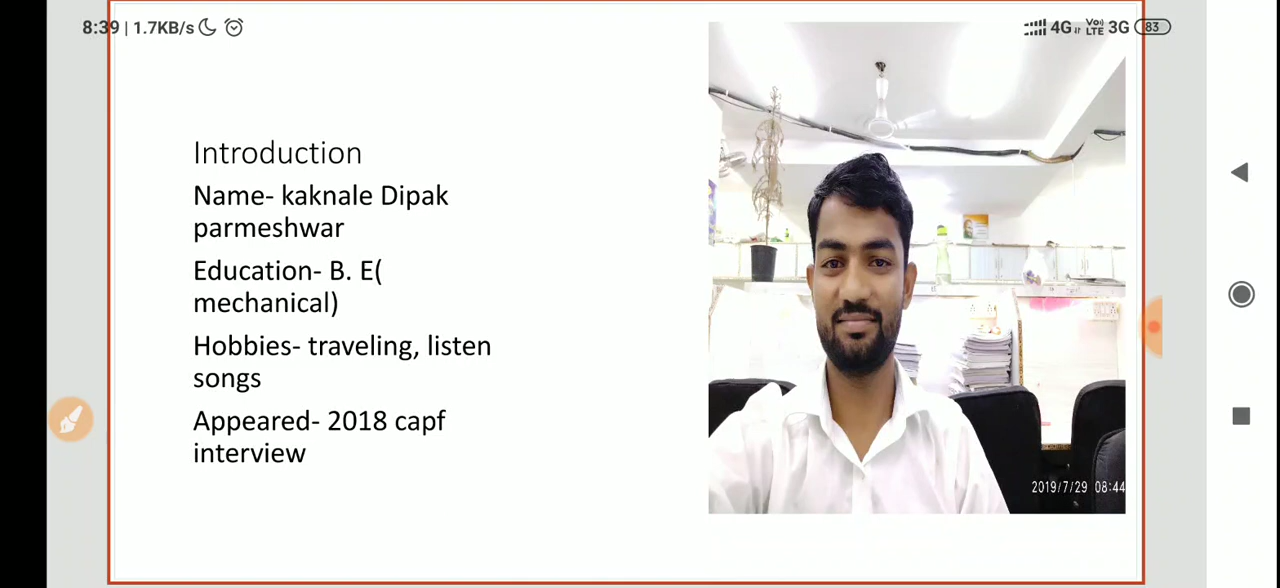 8:39 | 1.7KB/s
4G VoLTE 3G 83
Introduction
Name- kaknale Dipak
parmeshwar
Education- B. E(
mechanical)
Hobbies- traveling, listen
songs
Appeared- 2018 capf
interview
2019/7/29 08:44